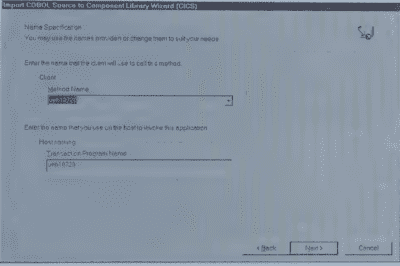 Import COBOL Source to Component Library Wizard [CICS]
Name Specification
You may use the names provided or change them to suit your needs
Enter the name that the client will use to call this method.
Client
Method Name
Enter the name that you use on the host to invoke this application
Host naming
Transaction Program Name
< Back
Next >
Cancel